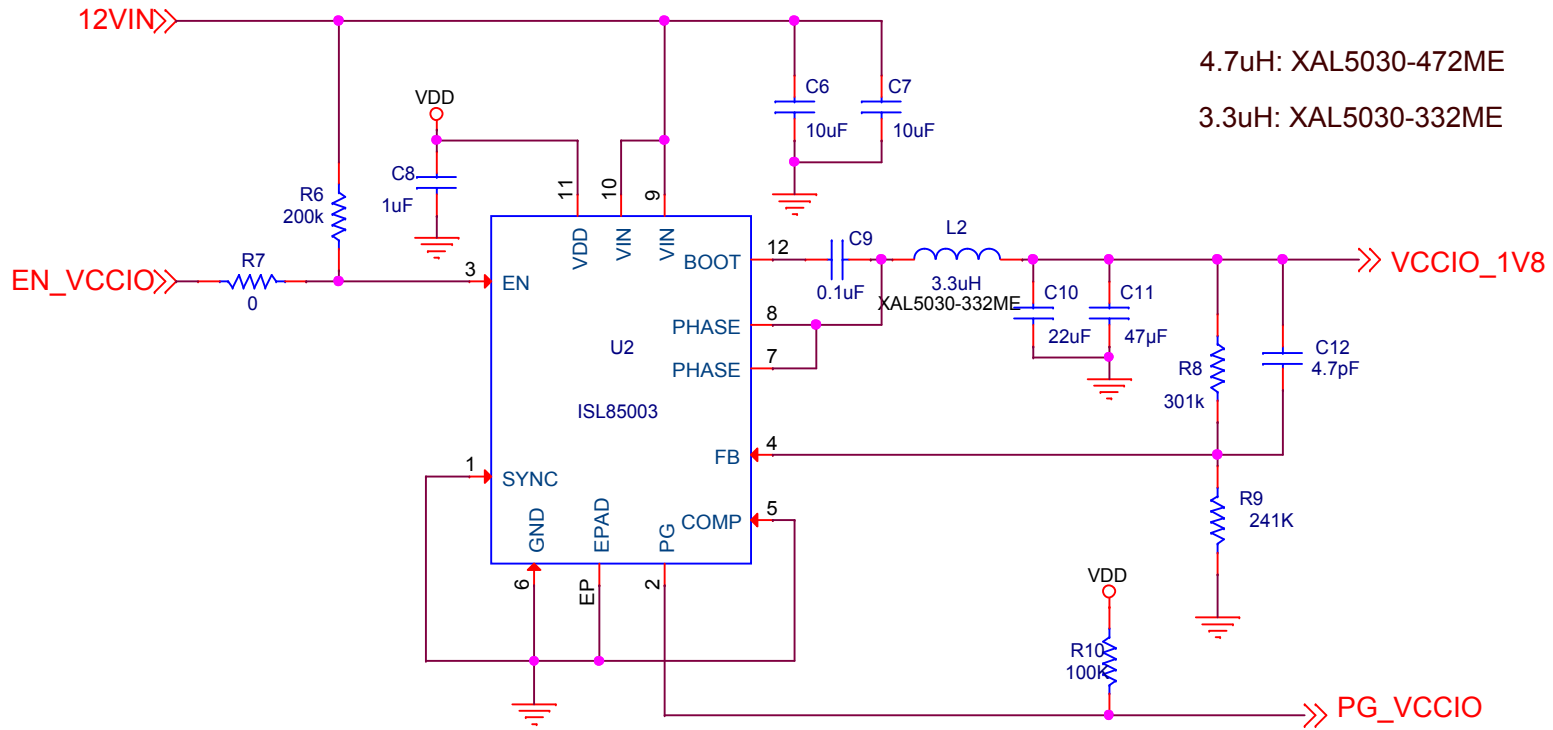 12VIN
4.7uH: XAL5030-472ME
3.3uH: XAL5030-332ME
VDD
C6
10uF
C7
10uF
C8
1uF
R6
200k
11
10
9
VDD
VIN
VIN
R7
0
EN_VCCIO
3
EN
BOOT
12
C9
0.1uF
L2
3.3uH
XAL5030-332ME
VCCIO_1V8
C10
22uF
C11
47µF
PHASE
8
U2
PHASE
7
R8
301k
C12
4.7pF
ISL85003
FB
4
1
SYNC
GND
EPAD
PG
COMP
5
R9
241K
6
EP
2
VDD
R10
100K
PG_VCCIO